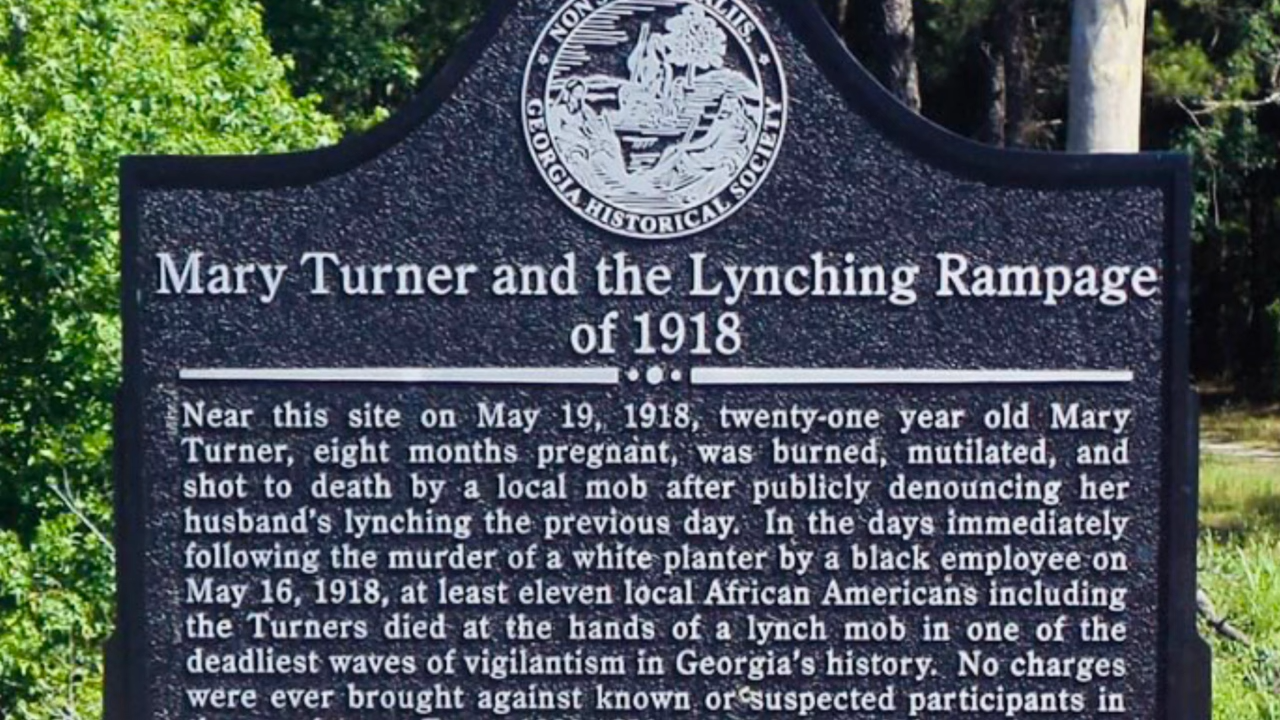 NON S
ALIIS.
GEORGIA HISTORICAL SOCIETY
Mary Turner and the Lynching Rampage
of 1918
Near this site on May 19, 1918, twenty-one year old Mary
Turner, eight months pregnant, was burned, mutilated, and
shot to death by a local mob after publicly denouncing her
husband's lynching the previous day. In the days immediately
following the murder of a white planter by a black employee on
May 16, 1918, at least eleven local African Americans including
the Turners died at the hands of a lynch mob in one of the
deadliest waves of vigilantism in Georgia's history. No charges
were ever brought against known or suspected participants in